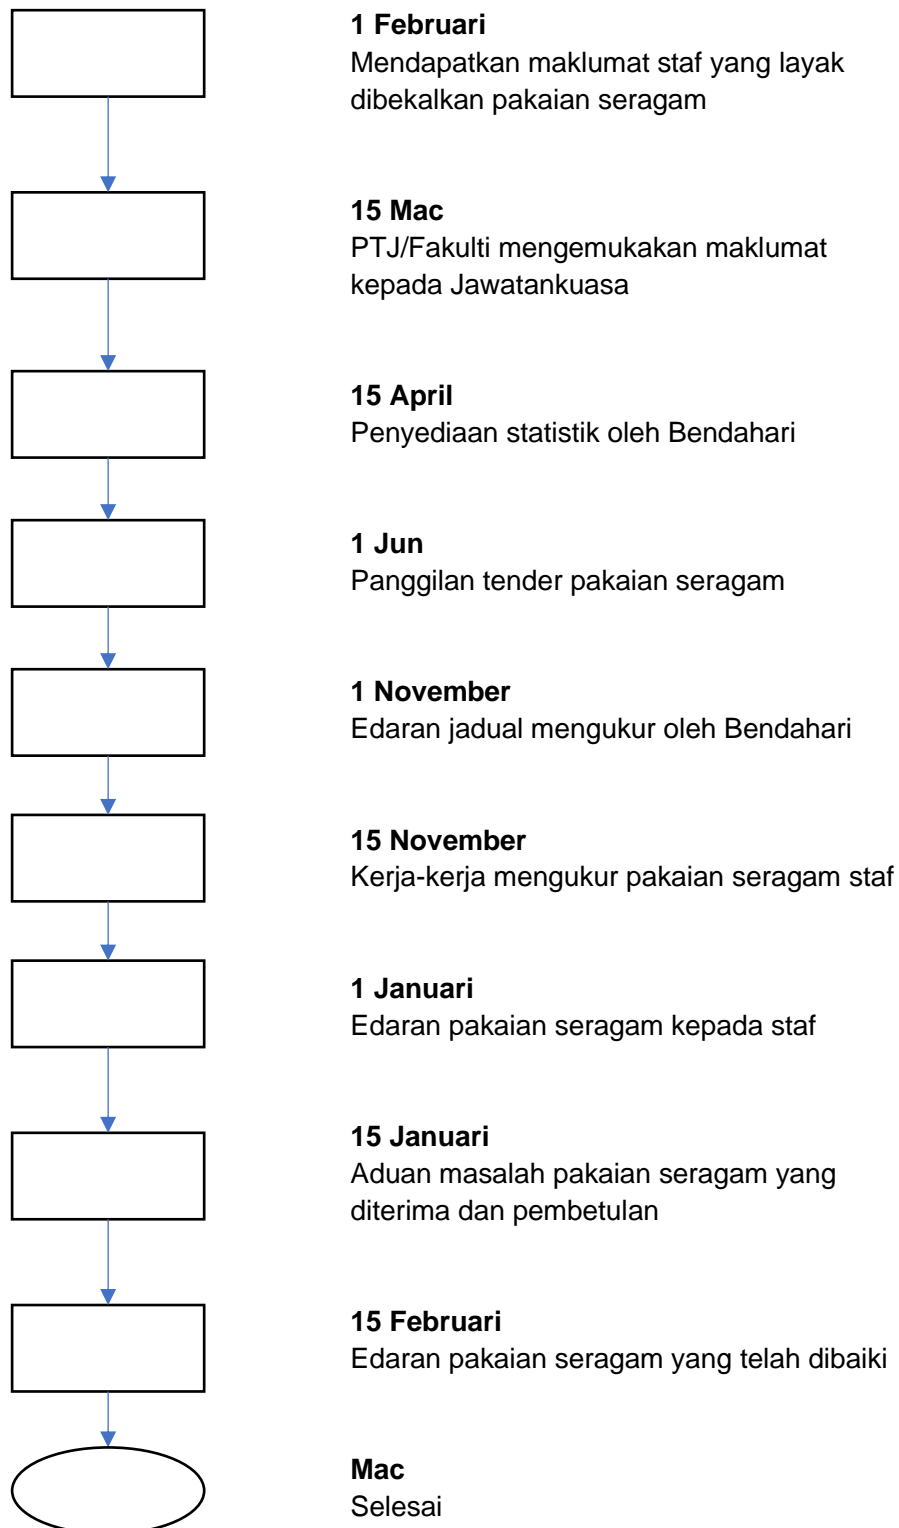 1 Februari
Mendapatkan maklumat staf yang layak
dibekalkan pakaian seragam
15 Mac
PTJ/Fakulti mengemukakan maklumat
kepada Jawatankuasa
15 April
Penyediaan statistik oleh Bendahari
1 Jun
Panggilan tender pakaian seragam
1 November
Edaran jadual mengukur oleh Bendahari
15 November
Kerja-kerja mengukur pakaian seragam staf
1 Januari
Edaran pakaian seragam kepada staf
15 Januari
Aduan masalah pakaian seragam yang
diterima dan pembetulan
15 Februari
Edaran pakaian seragam yang telah dibaiki
Mac
Selesai